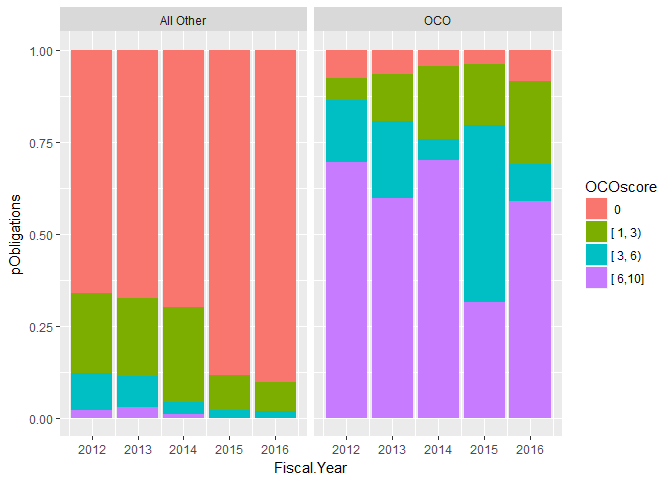 All Other
OCO
1.00
0.75
0.50
0.25
0.00
pObligations
2012 2013 2014 2015 2016
2012 2013 2014 2015 2016
Fiscal.Year
OCOscore
0
[ 1, 3)
[ 3, 6)
[ 6,10]